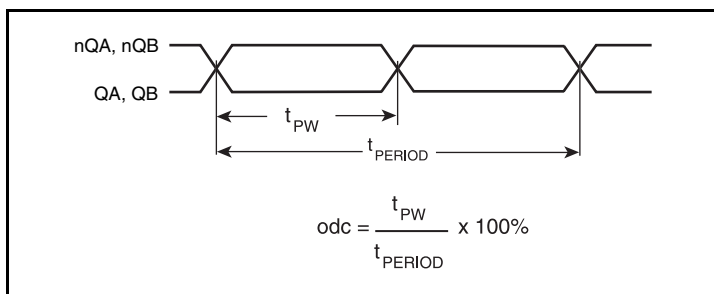 nQA, nQB
QA, QB
tPW
tPERIOD
odc = tPW / tPERIOD x 100%